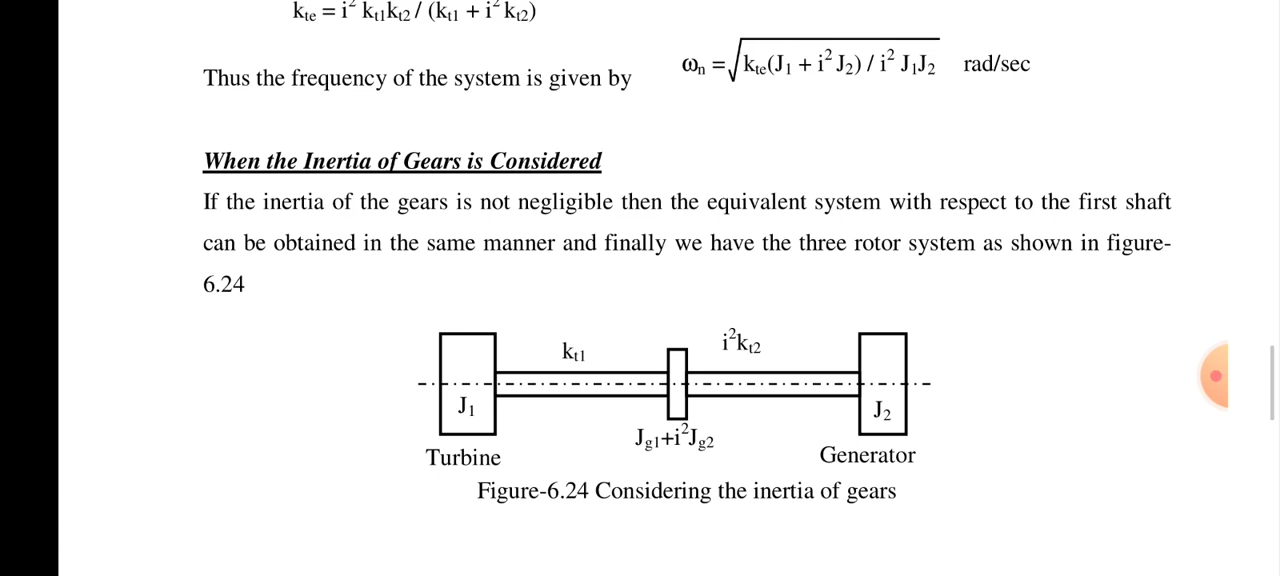 kte = i² kt1kt2 / (kt1 + i² kt2)
Thus the frequency of the system is given by ωn = √kte(J1 + i² J2) / i² J1J2 rad/sec
When the Inertia of Gears is Considered
If the inertia of the gears is not negligible then the equivalent system with respect to the first shaft
can be obtained in the same manner and finally we have the three rotor system as shown in figure-
6.24
kt1 i²kt2
J1 J2
Jg1+i²Jg2
Turbine Generator
Figure-6.24 Considering the inertia of gears